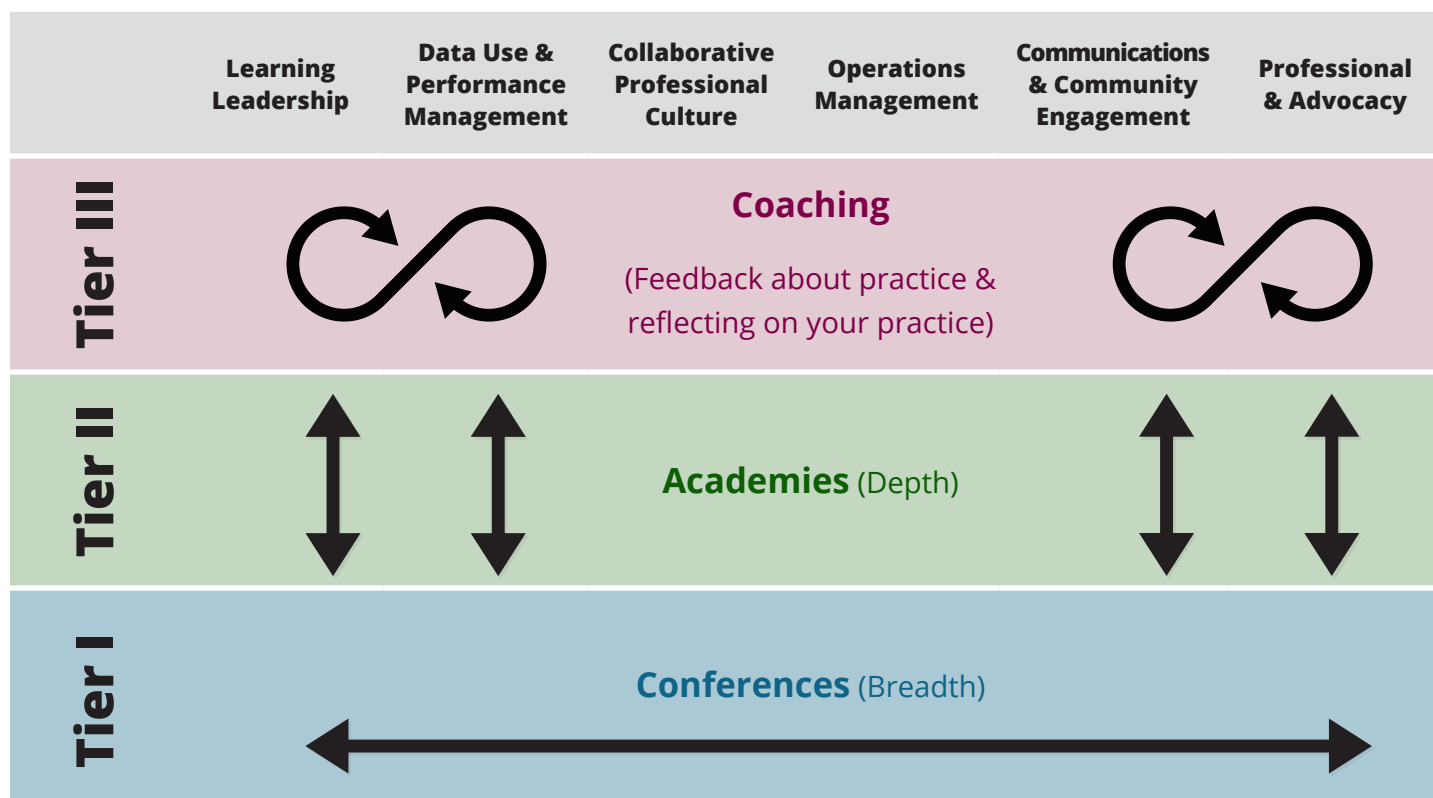 Learning
Leadership
Data Use &
Performance
Management
Collaborative
Professional
Culture
Operations
Management
Communications
& Community
Engagement
Professional
& Advocacy
Tier III
Coaching
(Feedback about practice &
reflecting on your practice)
Tier II
Academies (Depth)
Tier I
Conferences (Breadth)